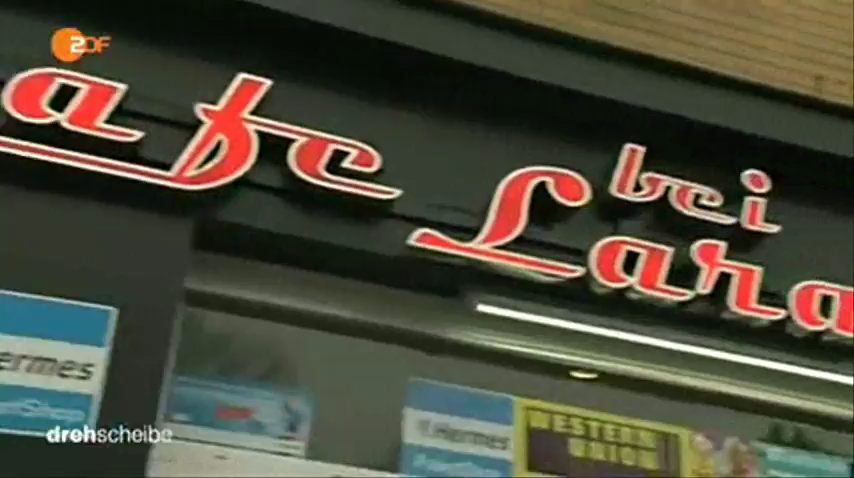 ZDF
afe
bei
Lara
ermes
Hermes
WESTERN
UNION
drehscheibe